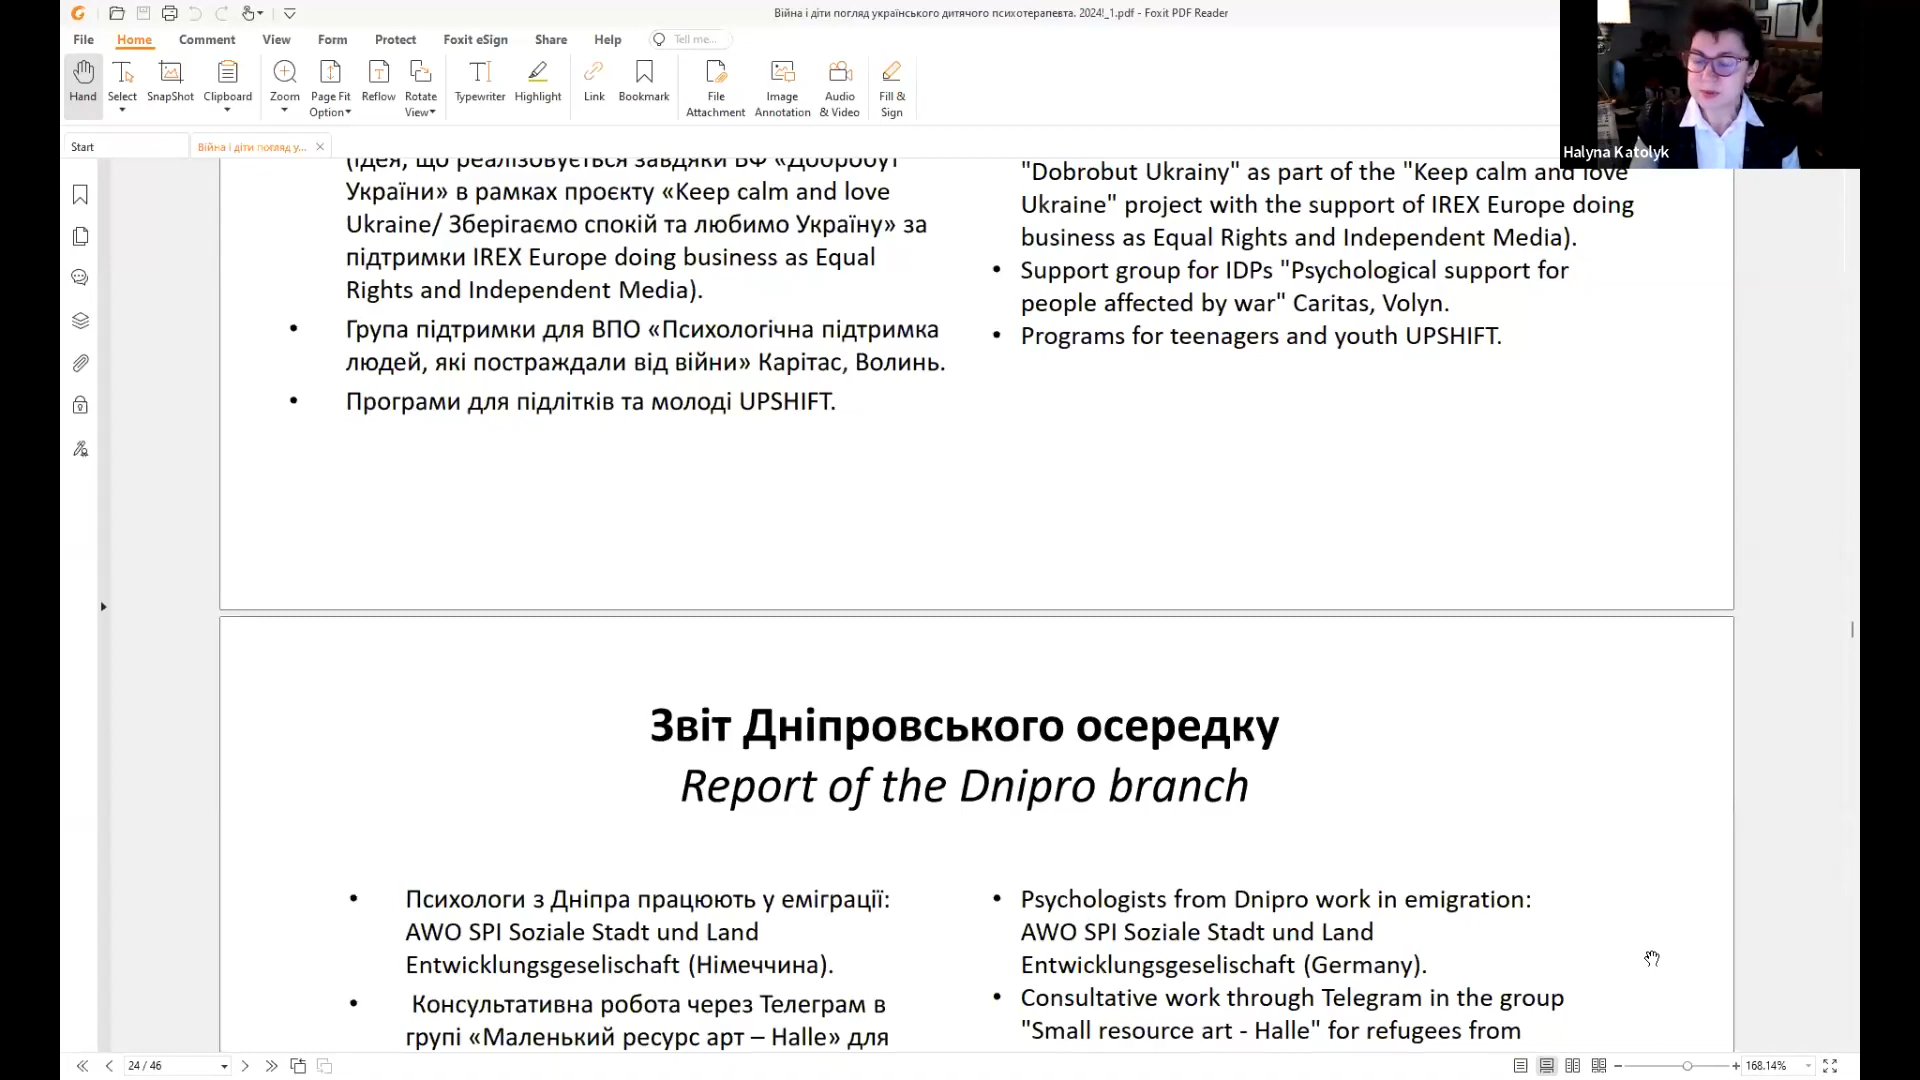 Війна і діти погляд українського дитячого психотерапевта. 2024!_1.pdf - Foxit PDF Reader
File Home Comment View Form Protect Foxit eSign Share Help Tell me...
Hand Select SnapShot Clipboard Zoom Page Fit Option Reflow Rotate View Typewriter Highlight Link Bookmark File Attachment Image Annotation Audio & Video Fill & Sign
Halyna Katolyk
Start Війна і діти погляд у...
(ідея, що реалізовується завдяки БФ «Добробут
України» в рамках проєкту «Keep calm and love
Ukraine/ Зберігаємо спокій та любимо Україну» за
підтримки IREX Europe doing business as Equal
Rights and Independent Media).
• Група підтримки для ВПО «Психологічна підтримка
людей, які постраждали від війни» Карітас, Волинь.
• Програми для підлітків та молоді UPSHIFT.
"Dobrobut Ukrainy" as part of the "Keep calm and love
Ukraine" project with the support of IREX Europe doing
business as Equal Rights and Independent Media).
• Support group for IDPs "Psychological support for
people affected by war" Caritas, Volyn.
• Programs for teenagers and youth UPSHIFT.
Звіт Дніпровського осередку
Report of the Dnipro branch
• Психологи з Дніпра працюють у еміграції:
AWO SPI Soziale Stadt und Land
Entwicklungsgeselischaft (Німеччина).
• Консультативна робота через Телеграм в
групі «Маленький ресурс арт – Halle» для
• Psychologists from Dnipro work in emigration:
AWO SPI Soziale Stadt und Land
Entwicklungsgeselischaft (Germany).
• Consultative work through Telegram in the group
"Small resource art - Halle" for refugees from
24 / 46
168.14%